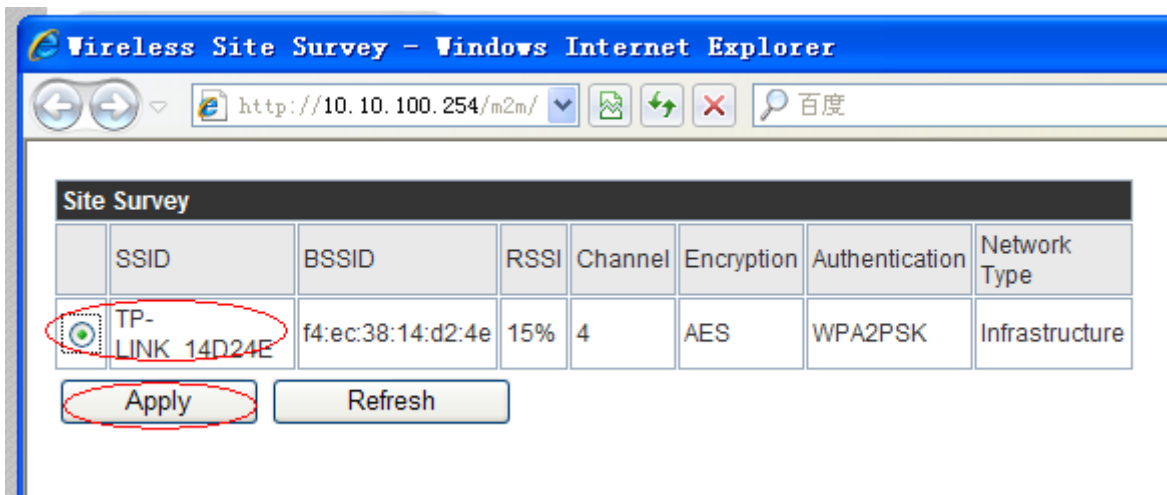 Wireless Site Survey - Windows Internet Explorer
http://10.10.100.254/m2m/ 百度
Site Survey
SSID BSSID RSSI Channel Encryption Authentication Network Type
TP-LINK_14D24E f4:ec:38:14:d2:4e 15% 4 AES WPA2PSK Infrastructure
Apply Refresh